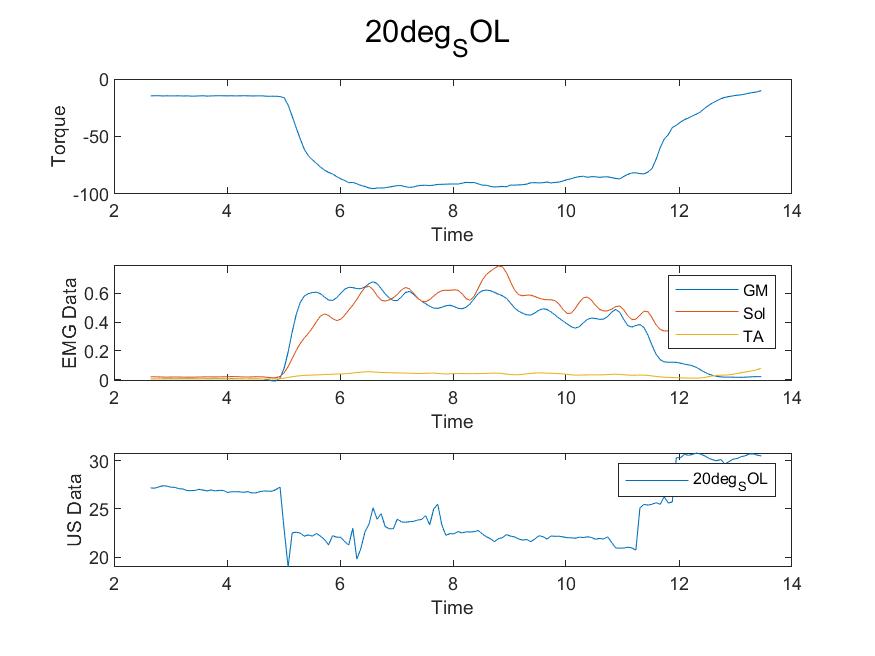 20deg_SOL
0
-50
-100
Torque
2 4 6 8 10 12 14
Time
0.6
0.4
0.2
0
EMG Data
GM
Sol
TA
2 4 6 8 10 12 14
Time
30
25
20
US Data
20deg_SOL
2 4 6 8 10 12 14
Time